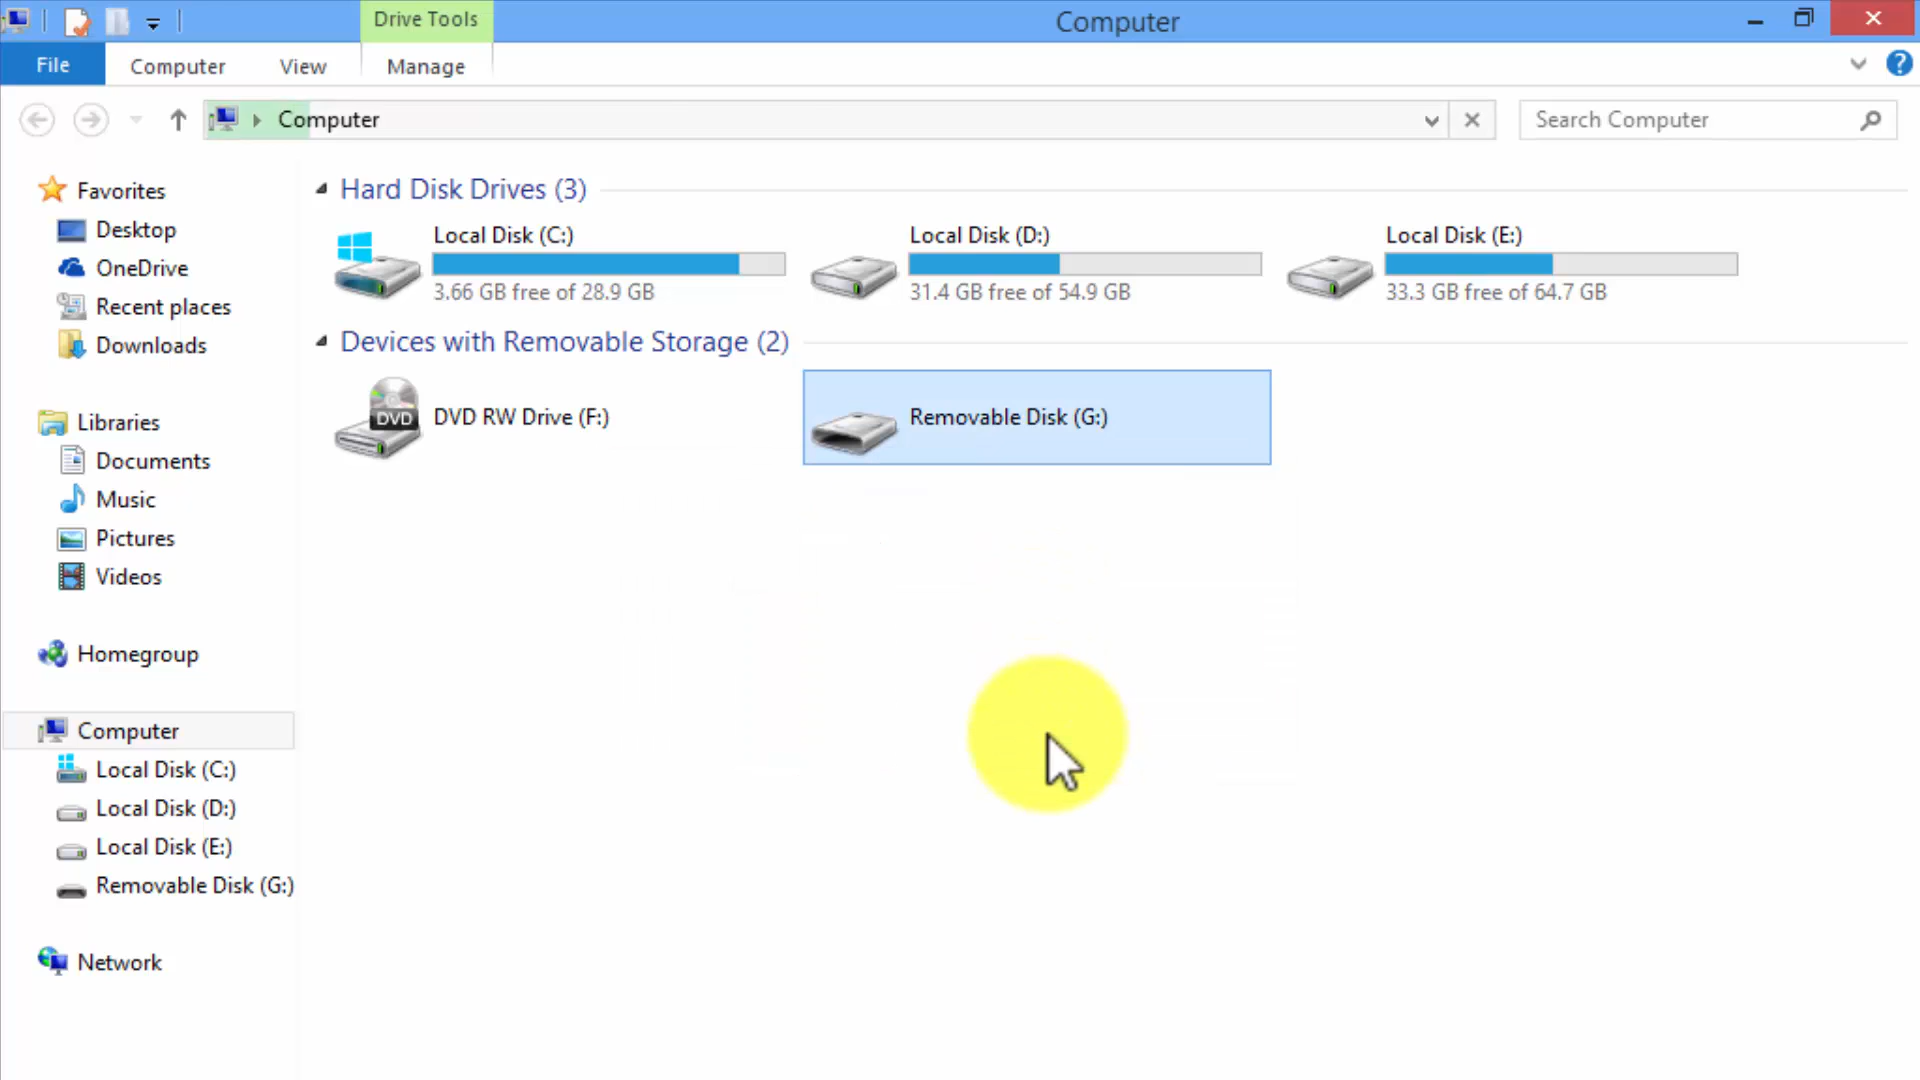 Drive Tools
Computer
File
Computer
View
Manage
?
Computer
Search Computer
Favorites
Desktop
OneDrive
Recent places
Downloads
Libraries
Documents
Music
Pictures
Videos
Homegroup
Computer
Local Disk (C:)
Local Disk (D:)
Local Disk (E:)
Removable Disk (G:)
Network
Hard Disk Drives (3)
Local Disk (C:)
3.66 GB free of 28.9 GB
Local Disk (D:)
31.4 GB free of 54.9 GB
Local Disk (E:)
33.3 GB free of 64.7 GB
Devices with Removable Storage (2)
DVD
DVD RW Drive (F:)
Removable Disk (G:)